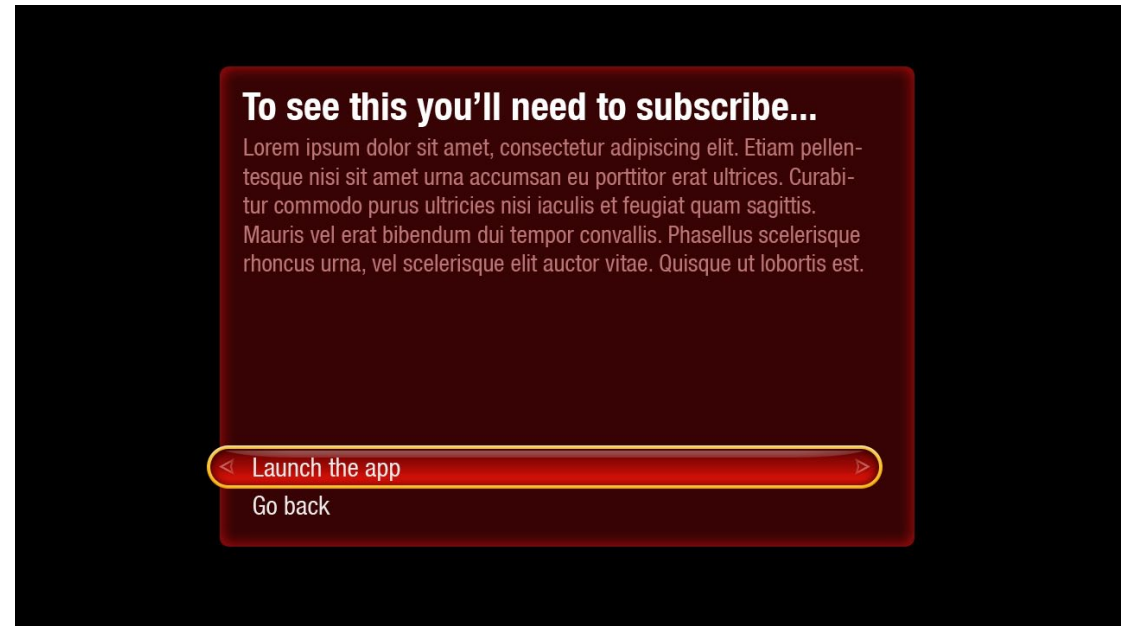 To see this you’ll need to subscribe...
Lorem ipsum dolor sit amet, consectetur adipiscing elit. Etiam pellen-
tesque nisi sit amet urna accumsan eu porttitor erat ultrices. Curabi-
tur commodo purus ultricies nisi iaculis et feugiat quam sagittis.
Mauris vel erat bibendum dui tempor convallis. Phasellus scelerisque
rhoncus urna, vel scelerisque elit auctor vitae. Quisque ut lobortis est.
Launch the app
Go back